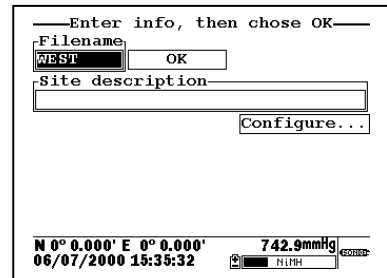 Enter info, then chose OK
Filename
WEST OK
Site description
Configure...
N 0° 0.000' E 0° 0.000' 742.9mmHg
06/07/2000 15:35:32 NiMH SONDE